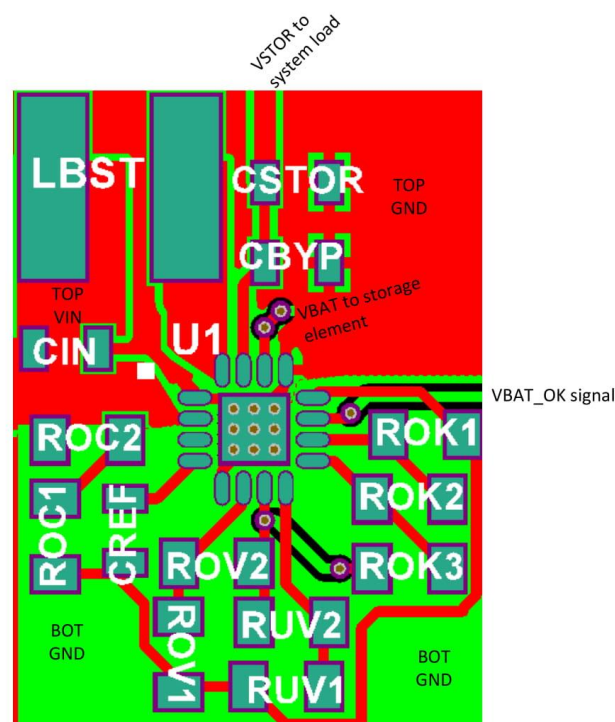 VSTOR to
system load
LBST
CSTOR
TOP
GND
CBYP
TOP
VIN
VBAT to storage
element
U1
CIN
VBAT_OK signal
ROC2
ROK1
ROC1
CREF
ROK2
ROV2
ROK3
ROV1
RUV2
BOT
GND
BOT
GND
RUV1